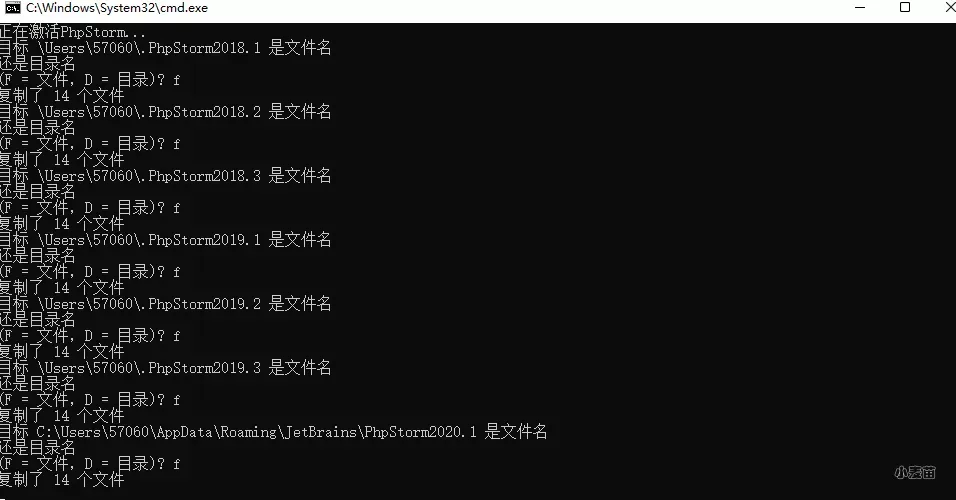 C:\Windows\System32\cmd.exe
正在激活PhpStorm...
目标 \Users\57060\.PhpStorm2018.1 是文件名
还是目录名
(F = 文件，D = 目录)? f
复制了 14 个文件
目标 \Users\57060\.PhpStorm2018.2 是文件名
还是目录名
(F = 文件，D = 目录)? f
复制了 14 个文件
目标 \Users\57060\.PhpStorm2018.3 是文件名
还是目录名
(F = 文件，D = 目录)? f
复制了 14 个文件
目标 \Users\57060\.PhpStorm2019.1 是文件名
还是目录名
(F = 文件，D = 目录)? f
复制了 14 个文件
目标 \Users\57060\.PhpStorm2019.2 是文件名
还是目录名
(F = 文件，D = 目录)? f
复制了 14 个文件
目标 \Users\57060\.PhpStorm2019.3 是文件名
还是目录名
(F = 文件，D = 目录)? f
复制了 14 个文件
目标 C:\Users\57060\AppData\Roaming\JetBrains\PhpStorm2020.1 是文件名
还是目录名
(F = 文件，D = 目录)? f
复制了 14 个文件
小麦苗